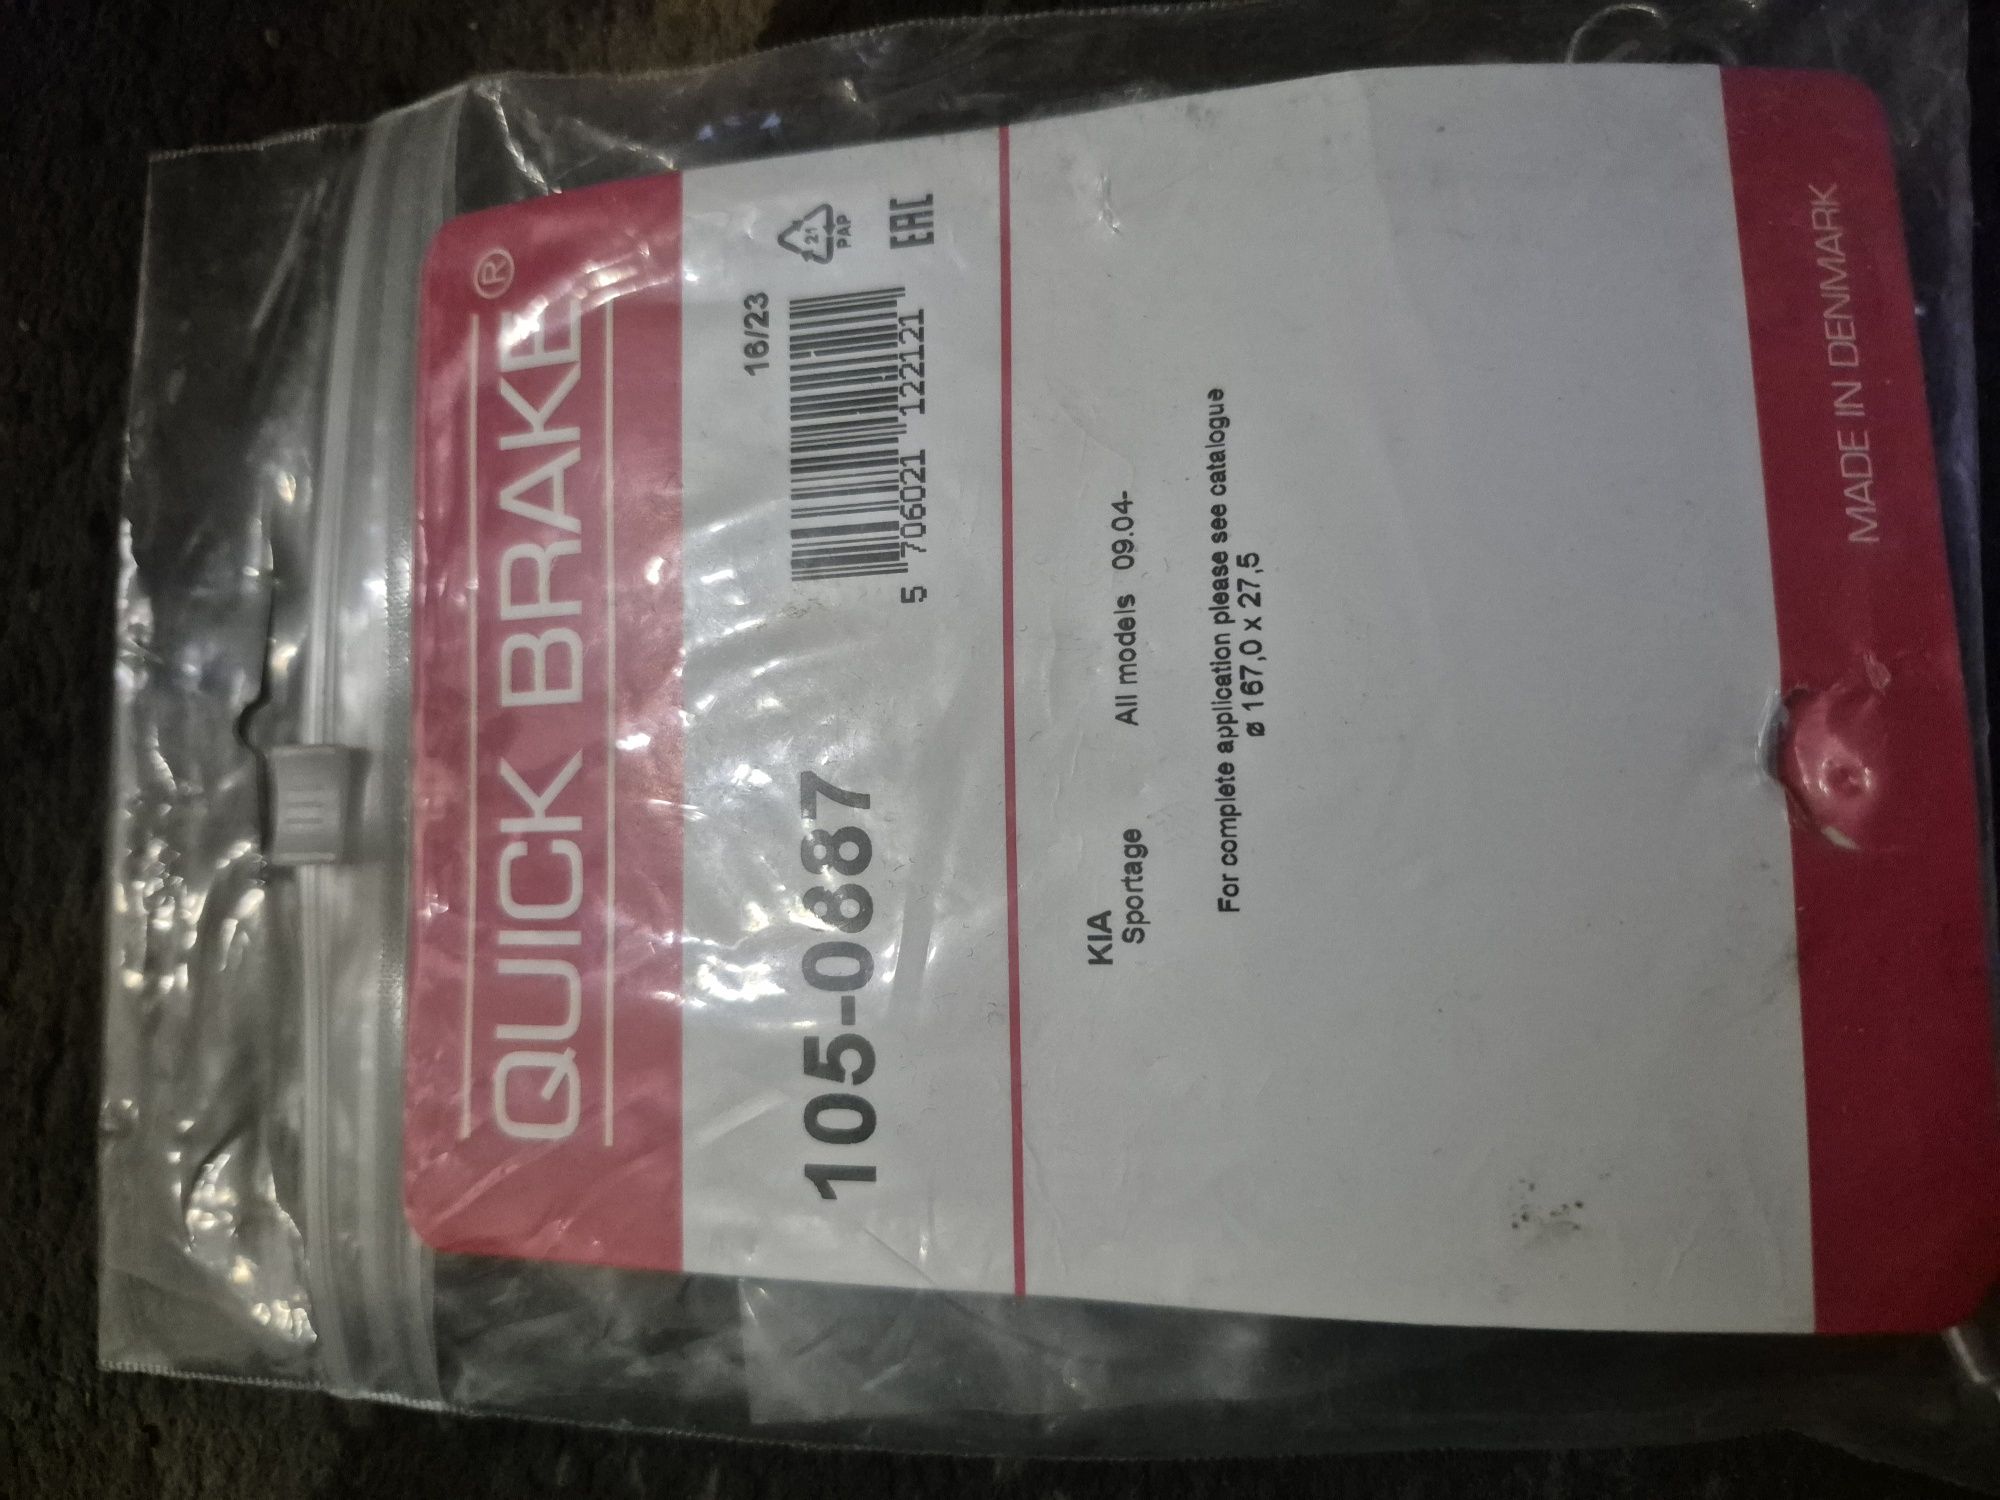 QUICK BRAKE®
105-0887
16/23
5 706021 122121
21
PAP
EAC
KIA
Sportage All models 09.04-
For complete application please see catalogue
ø 167,0 x 27,5
MADE IN DENMARK